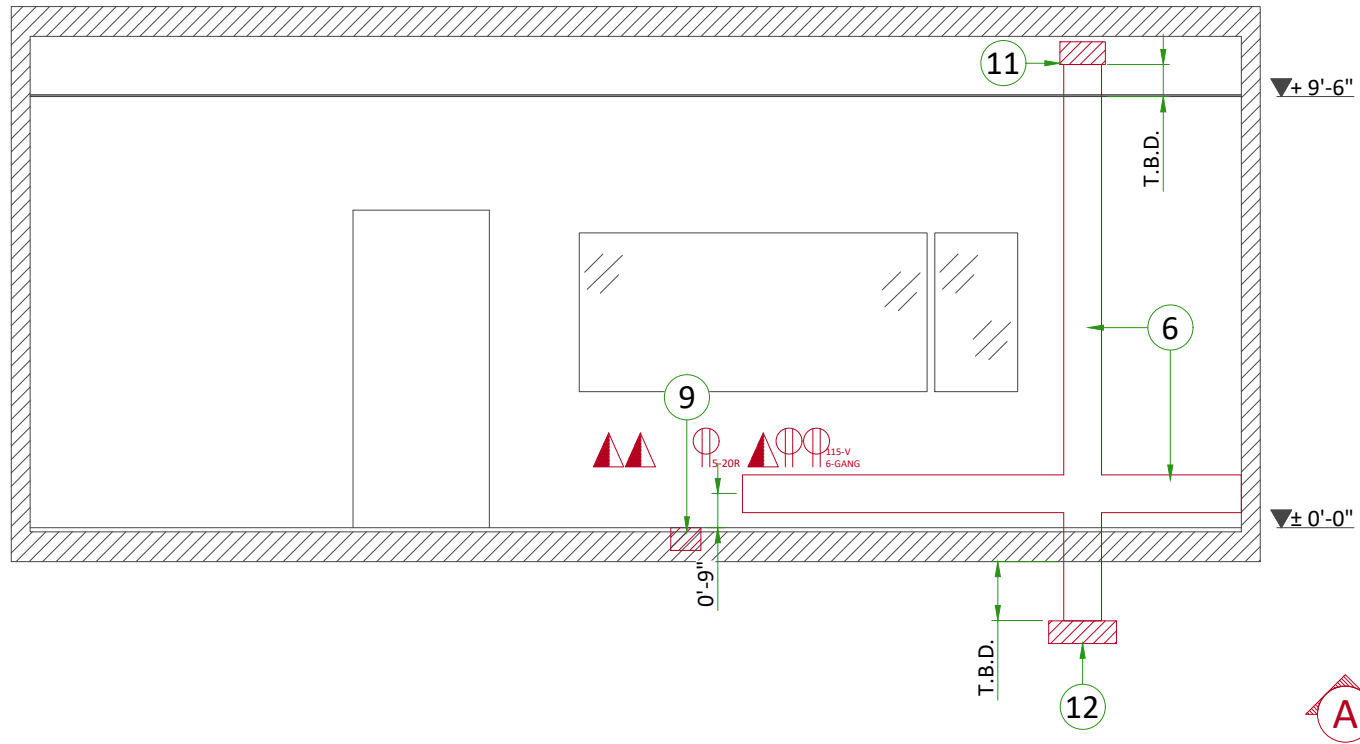 11
+ 9'-6"
T.B.D.
6
9
115-V
5-20R
6-GANG
± 0'-0"
0'-9"
T.B.D.
12
A